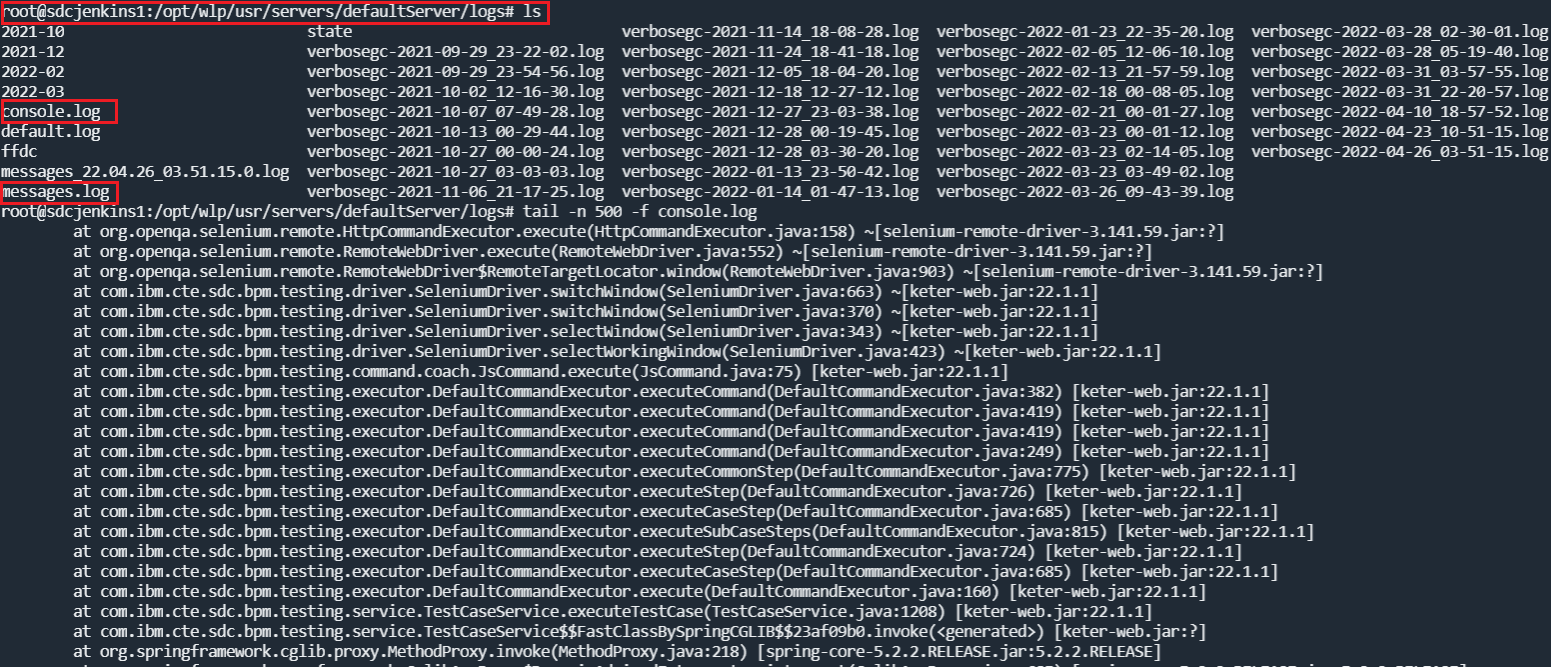 root@sdcjenkins1:/opt/wlp/usr/servers/defaultServer/logs# ls
2021-10 state verbosegc-2021-11-14_18-08-28.log verbosegc-2022-01-23_22-35-20.log verbosegc-2022-03-28_02-30-01.log
2021-12 verbosegc-2021-09-29_23-22-02.log verbosegc-2021-11-24_18-41-18.log verbosegc-2022-02-05_12-06-10.log verbosegc-2022-03-28_05-19-40.log
2022-02 verbosegc-2021-09-29_23-54-56.log verbosegc-2021-12-05_18-04-20.log verbosegc-2022-02-13_21-57-59.log verbosegc-2022-03-31_03-57-55.log
2022-03 verbosegc-2021-10-02_12-16-30.log verbosegc-2021-12-18_12-27-12.log verbosegc-2022-02-18_00-08-05.log verbosegc-2022-03-31_22-20-57.log
console.log verbosegc-2021-10-07_07-49-28.log verbosegc-2021-12-27_23-03-38.log verbosegc-2022-02-21_00-01-27.log verbosegc-2022-04-10_18-57-52.log
default.log verbosegc-2021-10-13_00-29-44.log verbosegc-2021-12-28_00-19-45.log verbosegc-2022-03-23_00-01-12.log verbosegc-2022-04-23_10-51-15.log
ffdc verbosegc-2021-10-27_00-00-24.log verbosegc-2021-12-28_03-30-20.log verbosegc-2022-03-23_02-14-05.log verbosegc-2022-04-26_03-51-15.log
messages_22.04.26_03.51.15.0.log verbosegc-2021-10-27_03-03-03.log verbosegc-2022-01-13_23-50-42.log verbosegc-2022-03-23_03-49-02.log
messages.log verbosegc-2021-11-06_21-17-25.log verbosegc-2022-01-14_01-47-13.log verbosegc-2022-03-26_09-43-39.log
root@sdcjenkins1:/opt/wlp/usr/servers/defaultServer/logs# tail -n 500 -f console.log
at org.openqa.selenium.remote.HttpCommandExecutor.execute(HttpCommandExecutor.java:158) ~[selenium-remote-driver-3.141.59.jar:?]
at org.openqa.selenium.remote.RemoteWebDriver.execute(RemoteWebDriver.java:552) ~[selenium-remote-driver-3.141.59.jar:?]
at org.openqa.selenium.remote.RemoteWebDriver$RemoteTargetLocator.window(RemoteWebDriver.java:903) ~[selenium-remote-driver-3.141.59.jar:?]
at com.ibm.cte.sdc.bpm.testing.driver.SeleniumDriver.switchWindow(SeleniumDriver.java:663) ~[keter-web.jar:22.1.1]
at com.ibm.cte.sdc.bpm.testing.driver.SeleniumDriver.switchWindow(SeleniumDriver.java:370) ~[keter-web.jar:22.1.1]
at com.ibm.cte.sdc.bpm.testing.driver.SeleniumDriver.selectWindow(SeleniumDriver.java:343) ~[keter-web.jar:22.1.1]
at com.ibm.cte.sdc.bpm.testing.driver.SeleniumDriver.selectWorkingWindow(SeleniumDriver.java:423) ~[keter-web.jar:22.1.1]
at com.ibm.cte.sdc.bpm.testing.command.coach.JsCommand.execute(JsCommand.java:75) [keter-web.jar:22.1.1]
at com.ibm.cte.sdc.bpm.testing.executor.DefaultCommandExecutor.executeCommand(DefaultCommandExecutor.java:382) [keter-web.jar:22.1.1]
at com.ibm.cte.sdc.bpm.testing.executor.DefaultCommandExecutor.executeCommand(DefaultCommandExecutor.java:419) [keter-web.jar:22.1.1]
at com.ibm.cte.sdc.bpm.testing.executor.DefaultCommandExecutor.executeCommand(DefaultCommandExecutor.java:419) [keter-web.jar:22.1.1]
at com.ibm.cte.sdc.bpm.testing.executor.DefaultCommandExecutor.executeCommand(DefaultCommandExecutor.java:249) [keter-web.jar:22.1.1]
at com.ibm.cte.sdc.bpm.testing.executor.DefaultCommandExecutor.executeCommonStep(DefaultCommandExecutor.java:775) [keter-web.jar:22.1.1]
at com.ibm.cte.sdc.bpm.testing.executor.DefaultCommandExecutor.executeStep(DefaultCommandExecutor.java:726) [keter-web.jar:22.1.1]
at com.ibm.cte.sdc.bpm.testing.executor.DefaultCommandExecutor.executeCaseStep(DefaultCommandExecutor.java:685) [keter-web.jar:22.1.1]
at com.ibm.cte.sdc.bpm.testing.executor.DefaultCommandExecutor.executeSubCaseSteps(DefaultCommandExecutor.java:815) [keter-web.jar:22.1.1]
at com.ibm.cte.sdc.bpm.testing.executor.DefaultCommandExecutor.executeStep(DefaultCommandExecutor.java:724) [keter-web.jar:22.1.1]
at com.ibm.cte.sdc.bpm.testing.executor.DefaultCommandExecutor.executeCaseStep(DefaultCommandExecutor.java:685) [keter-web.jar:22.1.1]
at com.ibm.cte.sdc.bpm.testing.executor.DefaultCommandExecutor.execute(DefaultCommandExecutor.java:160) [keter-web.jar:22.1.1]
at com.ibm.cte.sdc.bpm.testing.service.TestCaseService.executeTestCase(TestCaseService.java:1208) [keter-web.jar:22.1.1]
at com.ibm.cte.sdc.bpm.testing.service.TestCaseService$$FastClassBySpringCGLIB$$23af09b0.invoke(<generated>) [keter-web.jar:?]
at org.springframework.cglib.proxy.MethodProxy.invoke(MethodProxy.java:218) [spring-core-5.2.2.RELEASE.jar:5.2.2.RELEASE]